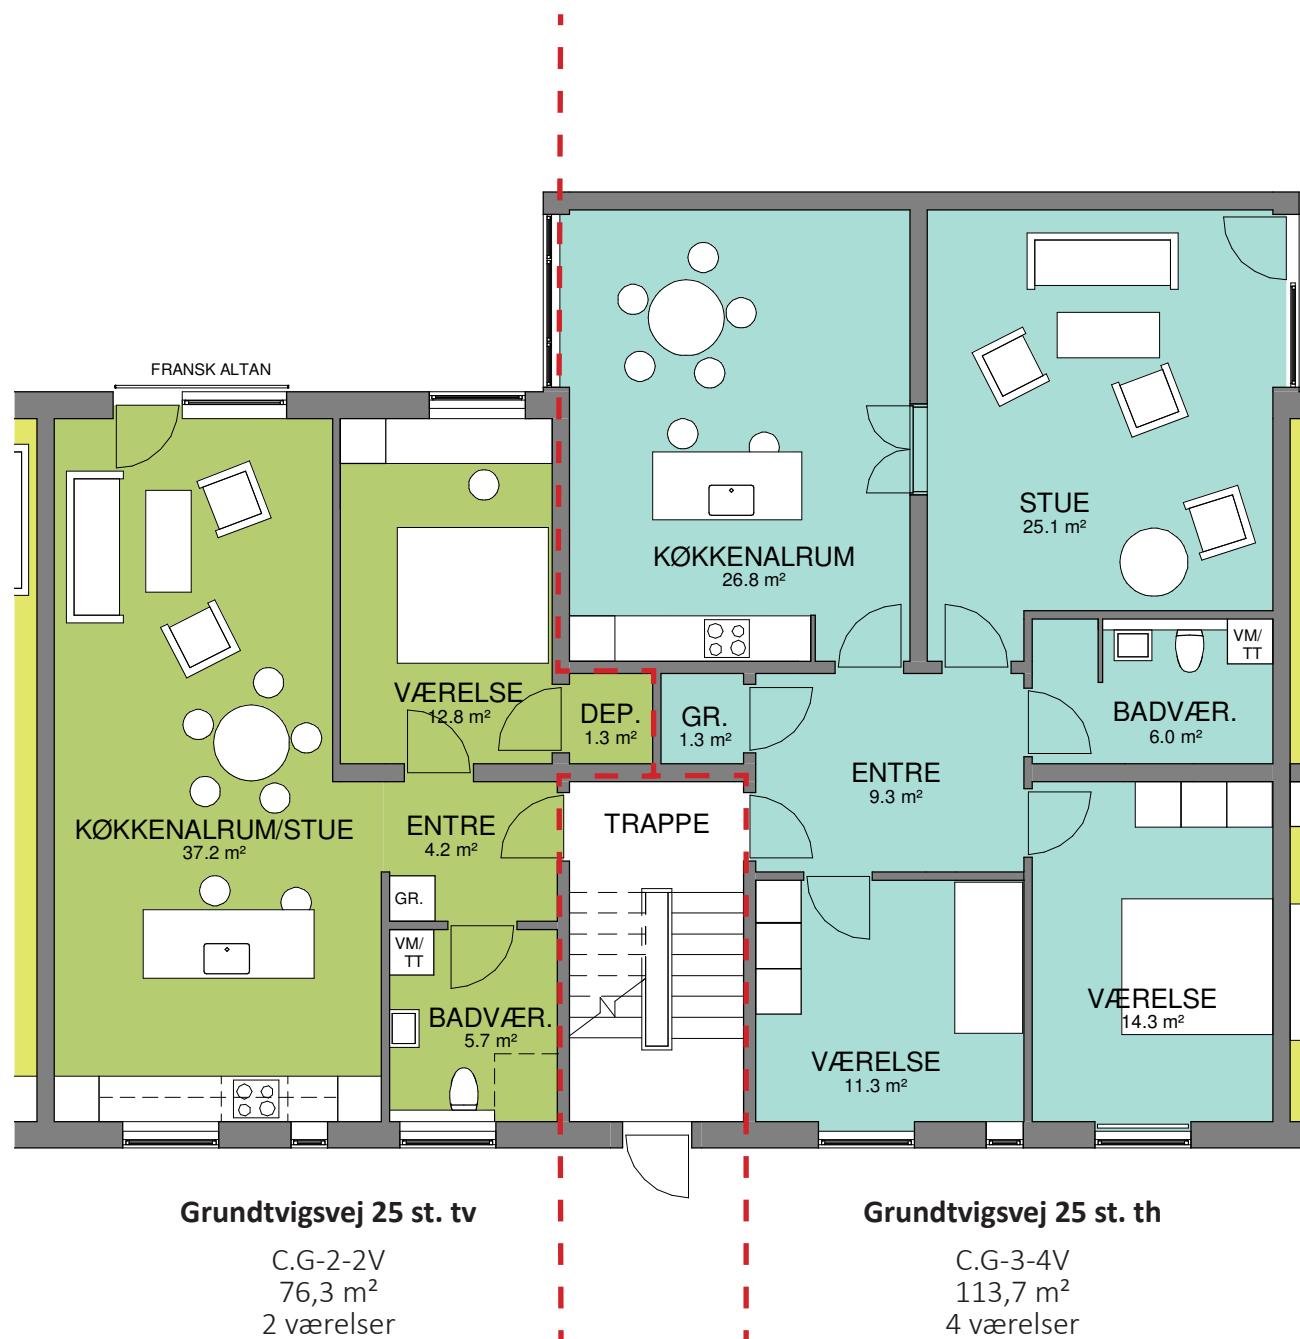 FRANSK ALTAN
STUE
25.1 m²
KØKKENALRUM
26.8 m²
VÆRELSE
12.8 m²
DEP.
1.3 m²
GR.
1.3 m²
VM/
TT
BADVÆR.
6.0 m²
ENTRE
9.3 m²
KØKKENALRUM/STUE
37.2 m²
ENTRE
4.2 m²
TRAPPE
GR.
VM/
TT
BADVÆR.
5.7 m²
VÆRELSE
11.3 m²
VÆRELSE
14.3 m²
Grundtvigsvej 25 st. tv
C.G-2-2V
76,3 m²
2 værelser
Grundtvigsvej 25 st. th
C.G-3-4V
113,7 m²
4 værelser